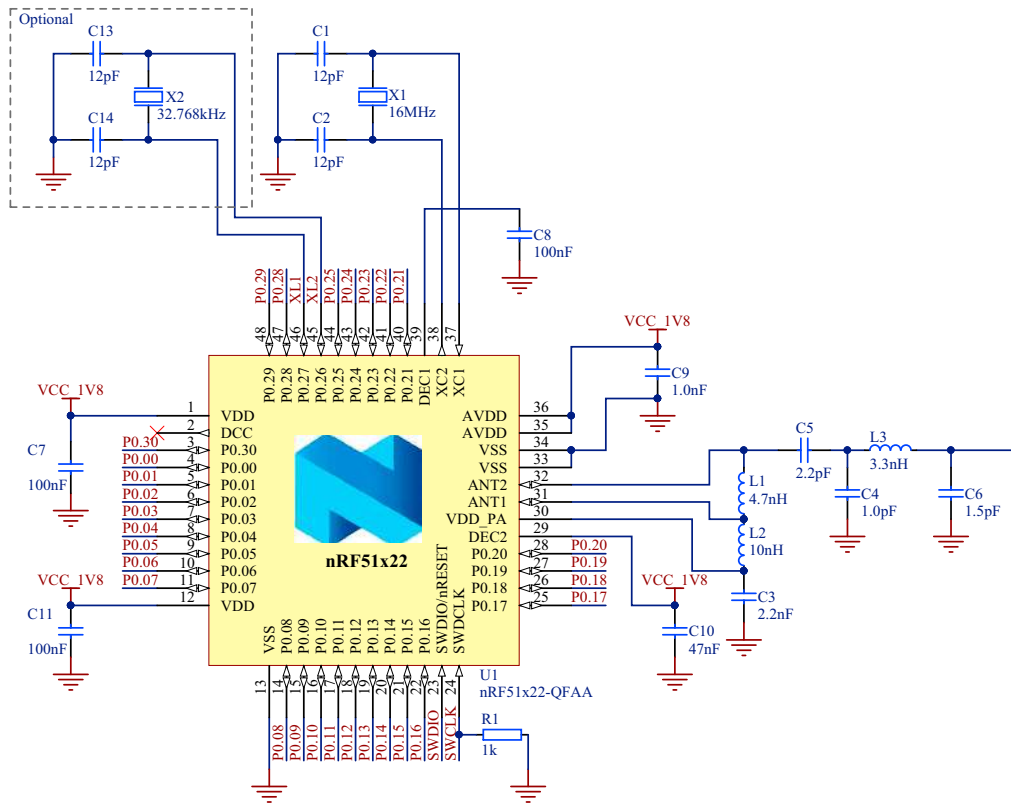 Optional
C13
12pF
X2
32.768kHz
C14
12pF
C1
12pF
X1
16MHz
C2
12pF
C8
100nF
P0.29
P0.28
XL1
XL2
P0.25
P0.24
P0.23
P0.22
P0.21
48
47
46
45
44
43
42
41
40
39
38
37
P0.29
P0.28
P0.27
P0.26
P0.25
P0.24
P0.23
P0.22
P0.21
DEC1
XC2
XC1
VCC_1V8
C7
100nF
P0.30
P0.00
P0.01
P0.02
P0.03
P0.04
P0.05
P0.06
P0.07
VCC_1V8
C11
100nF
1 VDD
2 DCC
3 P0.30
4 P0.00
5 P0.01
6 P0.02
7 P0.03
8 P0.04
9 P0.05
10 P0.06
11 P0.07
12 VDD
nRF51x22
AVDD 36
AVDD 35
VSS 34
VSS 33
ANT2 32
ANT1 31
VDD_PA 30
DEC2 29
P0.20 28 P0.20
P0.19 27 P0.19
P0.18 26 P0.18
P0.17 25 P0.17
VCC_1V8
C9
1.0nF
C5
2.2pF
L3
3.3nH
L1
4.7nH
C4
1.0pF
C6
1.5pF
L2
10nH
C3
2.2nF
VCC_1V8
C10
47nF
VSS
P0.08
P0.09
P0.10
P0.11
P0.12
P0.13
P0.14
P0.15
P0.16
SWDIO/nRESET
SWDCLK
13
14
15
16
17
18
19
20
21
22
23
24
U1
nRF51x22-QFAA
P0.08
P0.09
P0.10
P0.11
P0.12
P0.13
P0.14
P0.15
P0.16
SWDIO
SWCLK
R1
1k